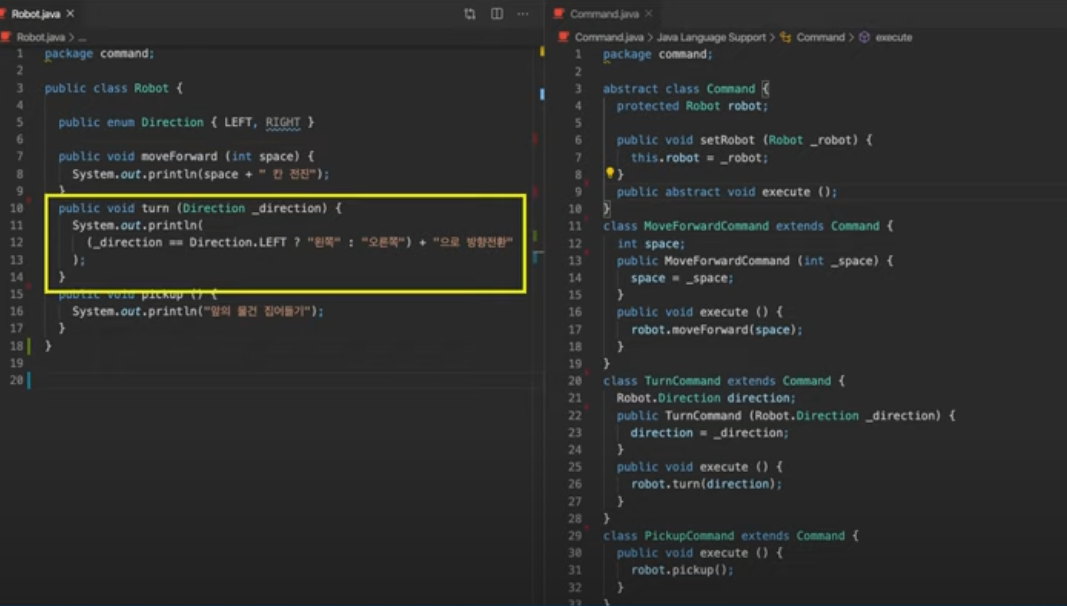 Robot.java ×
Robot.java > ...
1 package command;
2
3 public class Robot {
4
5 public enum Direction { LEFT, RIGHT }
6
7 public void moveForward (int space) {
8 System.out.println(space + " 칸 전진");
9 }
10 public void turn (Direction _direction) {
11 System.out.println(
12 (_direction == Direction.LEFT ? "왼쪽" : "오른쪽") + "으로 방향전환"
13 );
14 }
15 public void pickup () {
16 System.out.println("앞의 물건 집어들기");
17 }
18 }
19
20
Command.java ×
Command.java > Java Language Support > Command > execute
1 package command;
2
3 abstract class Command {
4 protected Robot robot;
5
6 public void setRobot (Robot _robot) {
7 this.robot = _robot;
8 }
9 public abstract void execute ();
10 }
11 class MoveForwardCommand extends Command {
12 int space;
13 public MoveForwardCommand (int _space) {
14 space = _space;
15 }
16 public void execute () {
17 robot.moveForward(space);
18 }
19 }
20 class TurnCommand extends Command {
21 Robot.Direction direction;
22 public TurnCommand (Robot.Direction _direction) {
23 direction = _direction;
24 }
25 public void execute () {
26 robot.turn(direction);
27 }
28 }
29 class PickupCommand extends Command {
30 public void execute () {
31 robot.pickup();
32 }
33 }